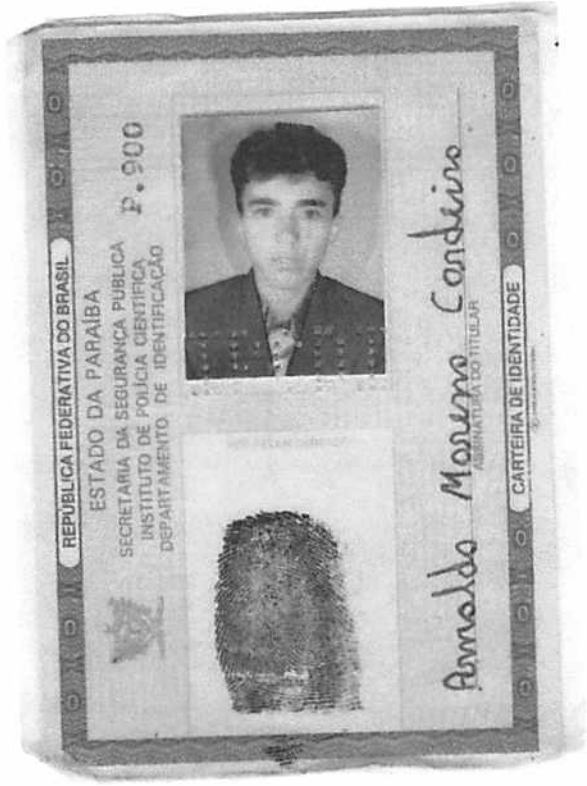 REPÚBLICA FEDERATIVA DO BRASIL
ESTADO DA PARAÍBA
SECRETARIA DA SEGURANÇA PÚBLICA
INSTITUTO DE POLÍCIA CIENTÍFICA
DEPARTAMENTO DE IDENTIFICAÇÃO
P.900
Arnaldo Moreno Cordeiro
ASSINATURA DO TITULAR
CARTEIRA DE IDENTIDADE